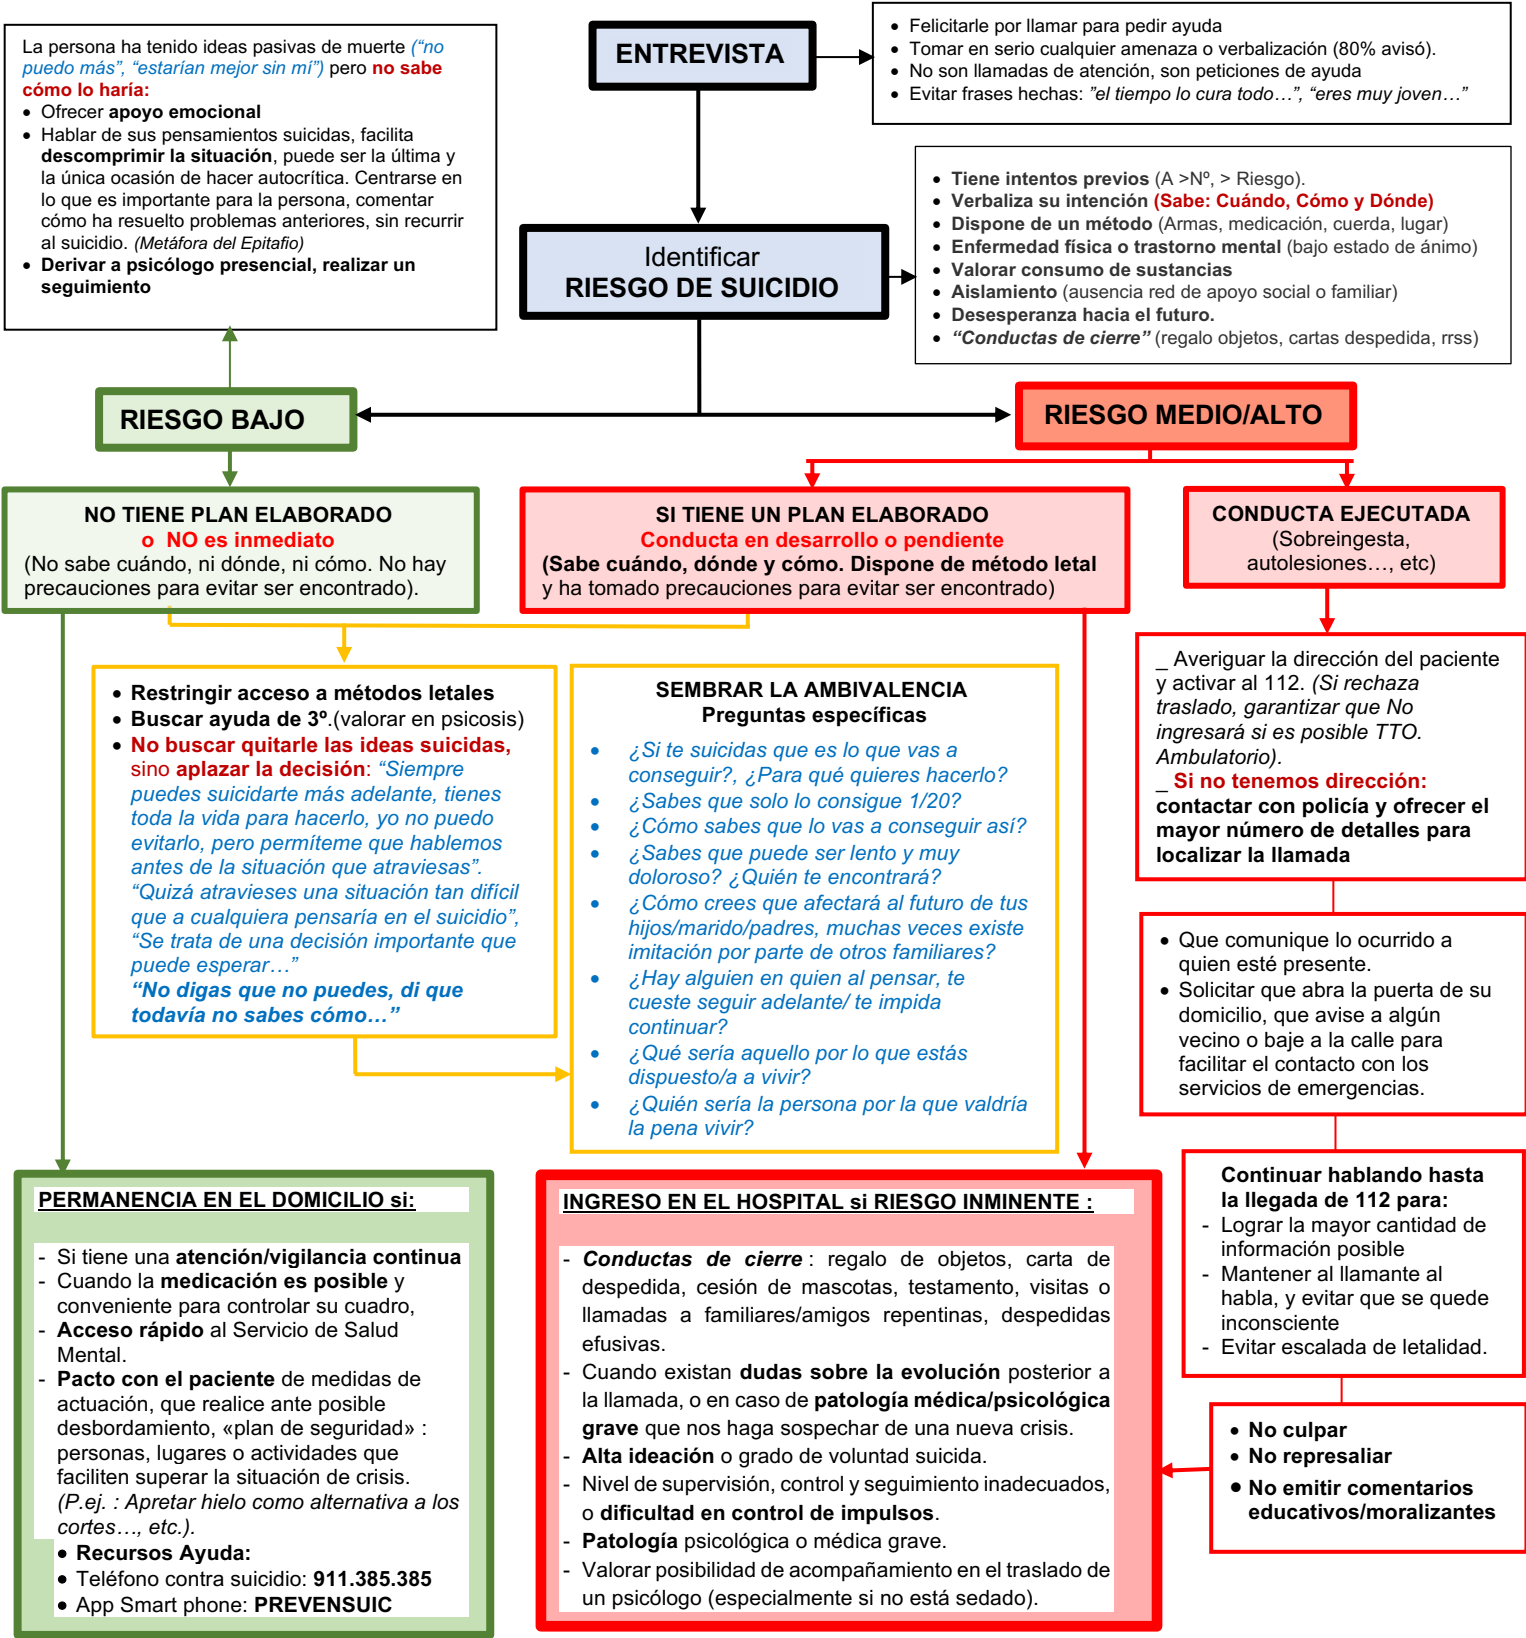 ENTREVISTA
• Felicitarle por llamar para pedir ayuda
• Tomar en serio cualquier amenaza o verbalización (80% avisó).
• No son llamadas de atención, son peticiones de ayuda
• Evitar frases hechas: ”el tiempo lo cura todo…”, “eres muy joven…”
La persona ha tenido ideas pasivas de muerte (“no
puedo más”, “estarían mejor sin mí”) pero no sabe
cómo lo haría:
• Ofrecer apoyo emocional
• Hablar de sus pensamientos suicidas, facilita
descomprimir la situación, puede ser la última y
la única ocasión de hacer autocrítica. Centrarse en
lo que es importante para la persona, comentar
cómo ha resuelto problemas anteriores, sin recurrir
al suicidio. (Metáfora del Epitafio)
• Derivar a psicólogo presencial, realizar un
seguimiento
Identificar
RIESGO DE SUICIDIO
• Tiene intentos previos (A >Nº, > Riesgo).
• Verbaliza su intención (Sabe: Cuándo, Cómo y Dónde)
• Dispone de un método (Armas, medicación, cuerda, lugar)
• Enfermedad física o trastorno mental (bajo estado de ánimo)
• Valorar consumo de sustancias
• Aislamiento (ausencia red de apoyo social o familiar)
• Desesperanza hacia el futuro.
• “Conductas de cierre” (regalo objetos, cartas despedida, rrss)
RIESGO BAJO
RIESGO MEDIO/ALTO
NO TIENE PLAN ELABORADO
o NO es inmediato
(No sabe cuándo, ni dónde, ni cómo. No hay
precauciones para evitar ser encontrado).
SI TIENE UN PLAN ELABORADO
Conducta en desarrollo o pendiente
(Sabe cuándo, dónde y cómo. Dispone de método letal
y ha tomado precauciones para evitar ser encontrado)
CONDUCTA EJECUTADA
(Sobreingesta,
autolesiones…, etc)
• Restringir acceso a métodos letales
• Buscar ayuda de 3º.(valorar en psicosis)
• No buscar quitarle las ideas suicidas,
sino aplazar la decisión: “Siempre
puedes suicidarte más adelante, tienes
toda la vida para hacerlo, yo no puedo
evitarlo, pero permíteme que hablemos
antes de la situación que atraviesas”.
“Quizá atravieses una situación tan difícil
que a cualquiera pensaría en el suicidio”,
“Se trata de una decisión importante que
puede esperar…”
“No digas que no puedes, di que
todavía no sabes cómo…”
SEMBRAR LA AMBIVALENCIA
Preguntas específicas
• ¿Si te suicidas que es lo que vas a
conseguir?, ¿Para qué quieres hacerlo?
• ¿Sabes que solo lo consigue 1/20?
• ¿Cómo sabes que lo vas a conseguir así?
• ¿Sabes que puede ser lento y muy
doloroso? ¿Quién te encontrará?
• ¿Cómo crees que afectará al futuro de tus
hijos/marido/padres, muchas veces existe
imitación por parte de otros familiares?
• ¿Hay alguien en quien al pensar, te
cueste seguir adelante/ te impida
continuar?
• ¿Qué sería aquello por lo que estás
dispuesto/a a vivir?
• ¿Quién sería la persona por la que valdría
la pena vivir?
_ Averiguar la dirección del paciente
y activar al 112. (Si rechaza
traslado, garantizar que No
ingresará si es posible TTO.
Ambulatorio).
_ Si no tenemos dirección:
contactar con policía y ofrecer el
mayor número de detalles para
localizar la llamada
• Que comunique lo ocurrido a
quien esté presente.
• Solicitar que abra la puerta de su
domicilio, que avise a algún
vecino o baje a la calle para
facilitar el contacto con los
servicios de emergencias.
Continuar hablando hasta
la llegada de 112 para:
- Lograr la mayor cantidad de
información posible
- Mantener al llamante al
habla, y evitar que se quede
inconsciente
- Evitar escalada de letalidad.
• No culpar
• No represaliar
• No emitir comentarios
educativos/moralizantes
PERMANENCIA EN EL DOMICILIO si:
- Si tiene una atención/vigilancia continua
- Cuando la medicación es posible y
conveniente para controlar su cuadro,
- Acceso rápido al Servicio de Salud
Mental.
- Pacto con el paciente de medidas de
actuación, que realice ante posible
desbordamiento, «plan de seguridad» :
personas, lugares o actividades que
faciliten superar la situación de crisis.
(P.ej. : Apretar hielo como alternativa a los
cortes…, etc.).
• Recursos Ayuda:
• Teléfono contra suicidio: 911.385.385
• App Smart phone: PREVENSUIC
INGRESO EN EL HOSPITAL si RIESGO INMINENTE :
- Conductas de cierre : regalo de objetos, carta de
despedida, cesión de mascotas, testamento, visitas o
llamadas a familiares/amigos repentinas, despedidas
efusivas.
- Cuando existan dudas sobre la evolución posterior a
la llamada, o en caso de patología médica/psicológica
grave que nos haga sospechar de una nueva crisis.
- Alta ideación o grado de voluntad suicida.
- Nivel de supervisión, control y seguimiento inadecuados,
o dificultad en control de impulsos.
- Patología psicológica o médica grave.
- Valorar posibilidad de acompañamiento en el traslado de
un psicólogo (especialmente si no está sedado).